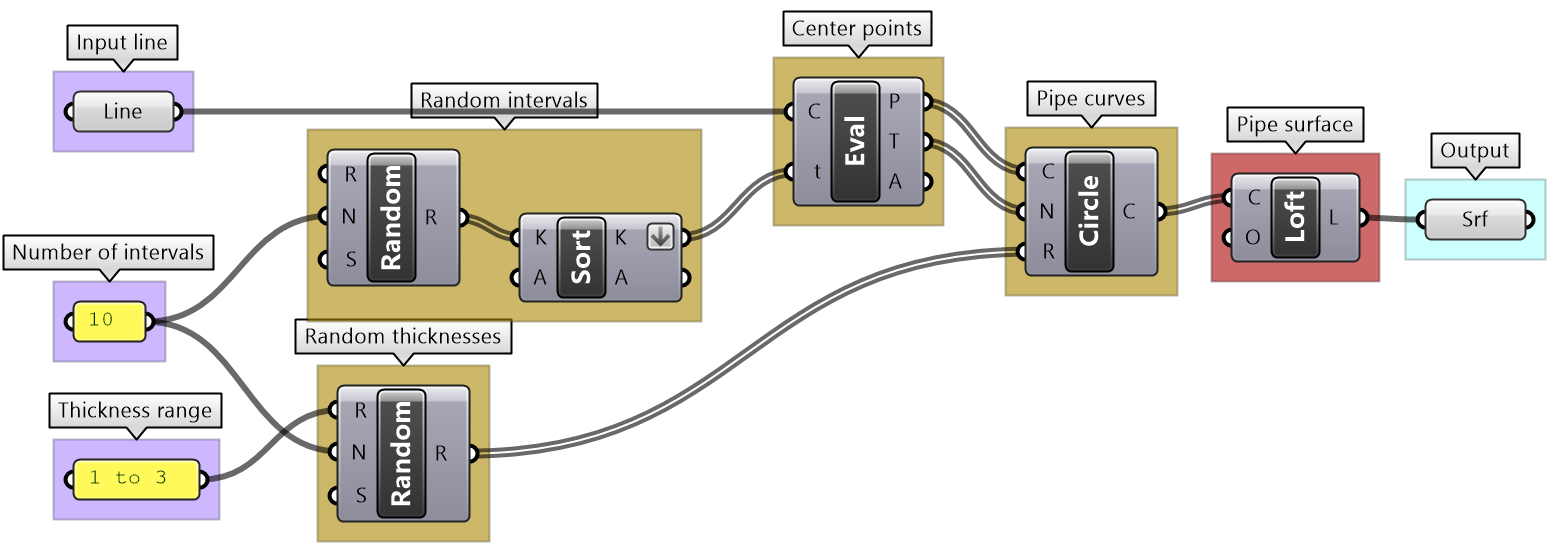 Input line
Line
Random intervals
R
N
S
Random
R
K
A
Sort
K
A
Center points
C
t
Eval
P
T
A
Pipe curves
C
N
R
Circle
C
Pipe surface
C
O
Loft
L
Output
Srf
Number of intervals
10
Random thicknesses
R
N
S
Random
R
Thickness range
1 to 3